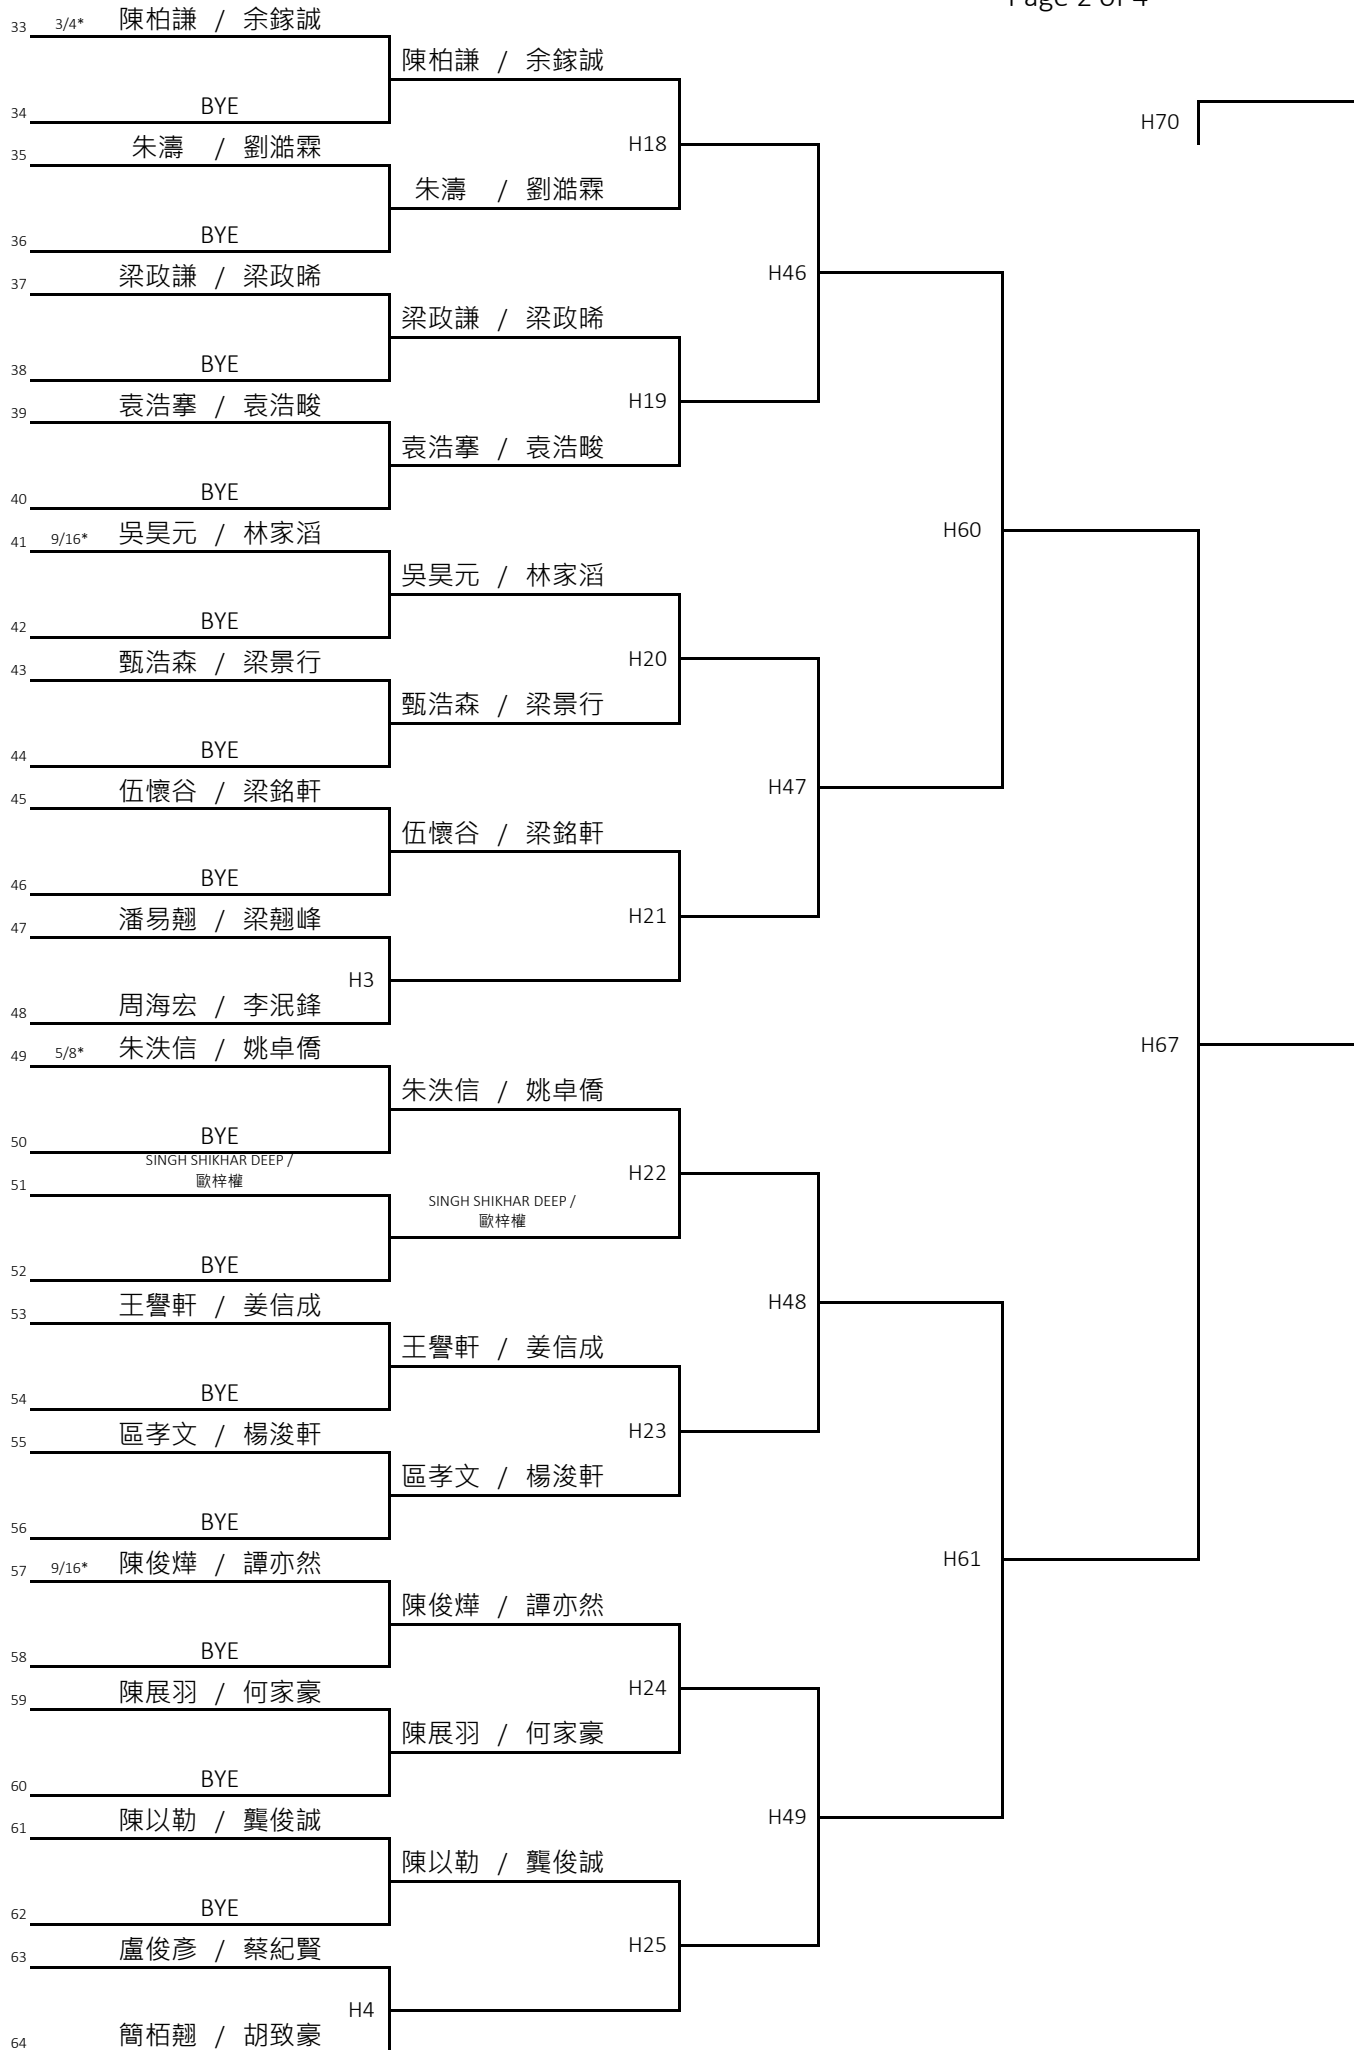 Page 2 of 4
33 3/4* 陳柏謙 / 余鎵誠
陳柏謙 / 余鎵誠
34 BYE
H70
35 朱濤 / 劉澔霖
H18
朱濤 / 劉澔霖
36 BYE
37 梁政謙 / 梁政晞
H46
梁政謙 / 梁政晞
38 BYE
39 袁浩搴 / 袁浩畯
H19
袁浩搴 / 袁浩畯
40 BYE
41 9/16* 吳昊元 / 林家滔
H60
吳昊元 / 林家滔
42 BYE
43 甄浩森 / 梁景行
H20
甄浩森 / 梁景行
44 BYE
45 伍懷谷 / 梁銘軒
H47
伍懷谷 / 梁銘軒
46 BYE
47 潘易翹 / 梁翹峰
H21
H3
48 周海宏 / 李泯鋒
49 5/8* 朱泆信 / 姚卓僑
H67
朱泆信 / 姚卓僑
50 BYE
SINGH SHIKHAR DEEP /
51 歐梓權
H22
SINGH SHIKHAR DEEP /
歐梓權
52 BYE
53 王譽軒 / 姜信成
H48
王譽軒 / 姜信成
54 BYE
55 區孝文 / 楊浚軒
H23
區孝文 / 楊浚軒
56 BYE
57 9/16* 陳俊燁 / 譚亦然
H61
陳俊燁 / 譚亦然
58 BYE
59 陳展羽 / 何家豪
H24
陳展羽 / 何家豪
60 BYE
61 陳以勒 / 龔俊誠
H49
陳以勒 / 龔俊誠
62 BYE
63 盧俊彥 / 蔡紀賢
H25
H4
64 簡栢翹 / 胡致豪